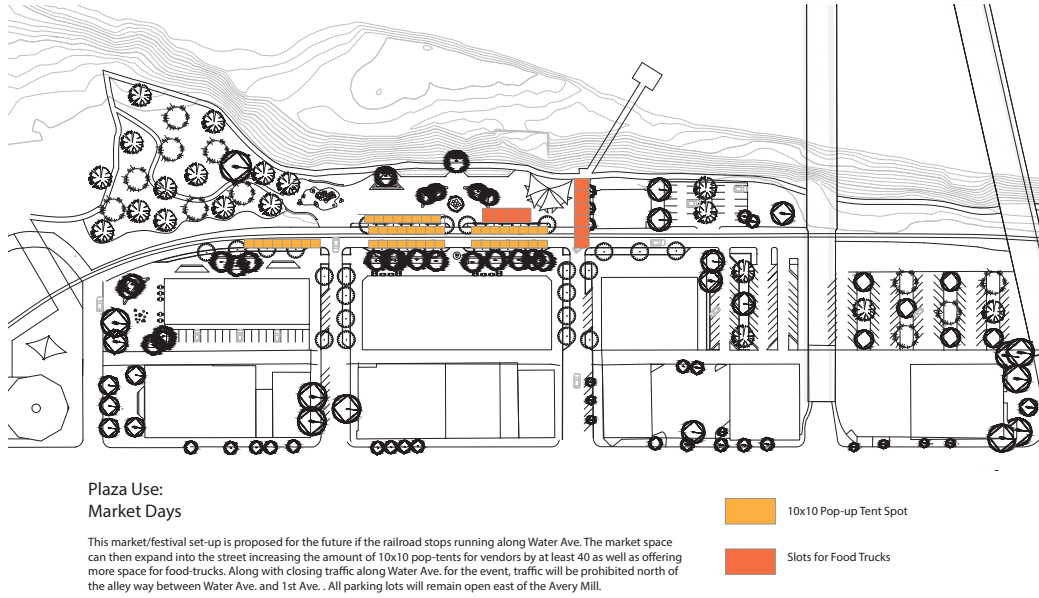 Plaza Use:
Market Days
This market/festival set-up is proposed for the future if the railroad stops running along Water Ave. The market space
can then expand into the street increasing the amount of 10x10 pop-tents for vendors by at least 40 as well as offering
more space for food-trucks. Along with closing traffic along Water Ave. for the event, traffic will be prohibited north of
the alley way between Water Ave. and 1st Ave. . All parking lots will remain open east of the Avery Mill.
10x10 Pop-up Tent Spot
Slots for Food Trucks